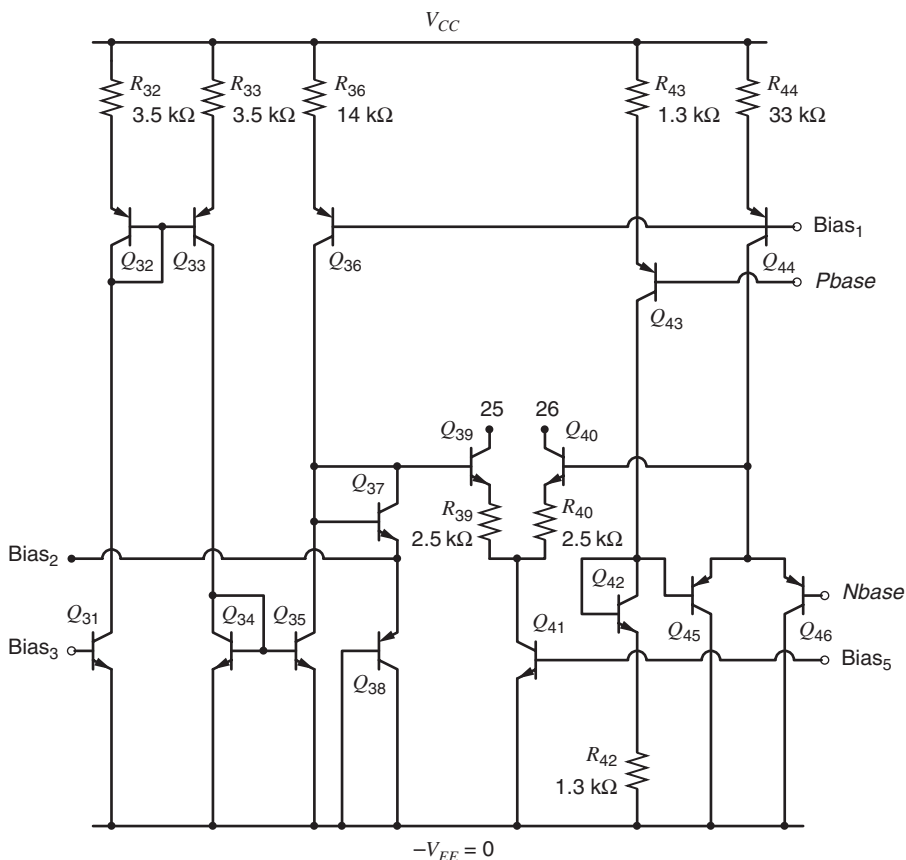 V_CC
R_32
3.5 kΩ
R_33
3.5 kΩ
R_36
14 kΩ
R_43
1.3 kΩ
R_44
33 kΩ
Q_32
Q_33
Q_36
Bias_1
Q_44
Pbase
Q_43
25
26
Q_39
Q_40
Q_37
R_39
2.5 kΩ
R_40
2.5 kΩ
Bias_2
Q_42
Nbase
Q_31
Q_34
Q_35
Q_41
Q_45
Q_46
Bias_3
Q_38
Bias_5
R_42
1.3 kΩ
−V_EE = 0